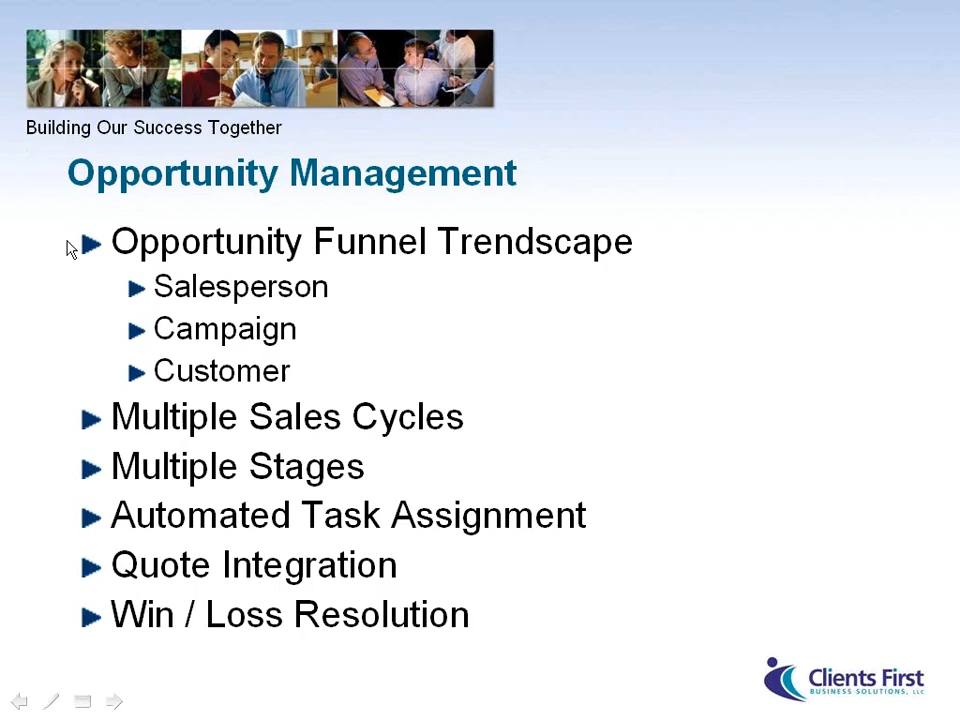 Building Our Success Together
Opportunity Management
Opportunity Funnel Trendscape
Salesperson
Campaign
Customer
Multiple Sales Cycles
Multiple Stages
Automated Task Assignment
Quote Integration
Win / Loss Resolution
Clients First
BUSINESS SOLUTIONS, LLC